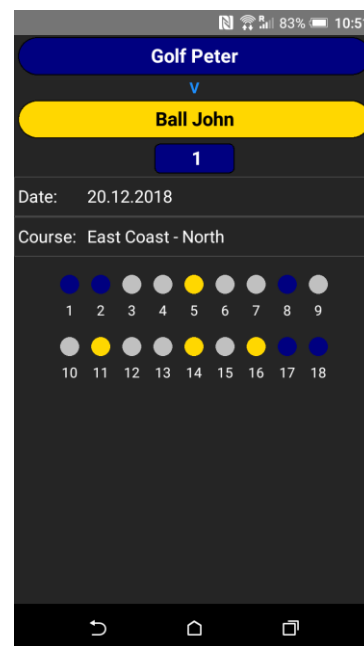 83% 10:51
Golf Peter
v
Ball John
1
Date: 20.12.2018
Course: East Coast - North
1 2 3 4 5 6 7 8 9
10 11 12 13 14 15 16 17 18